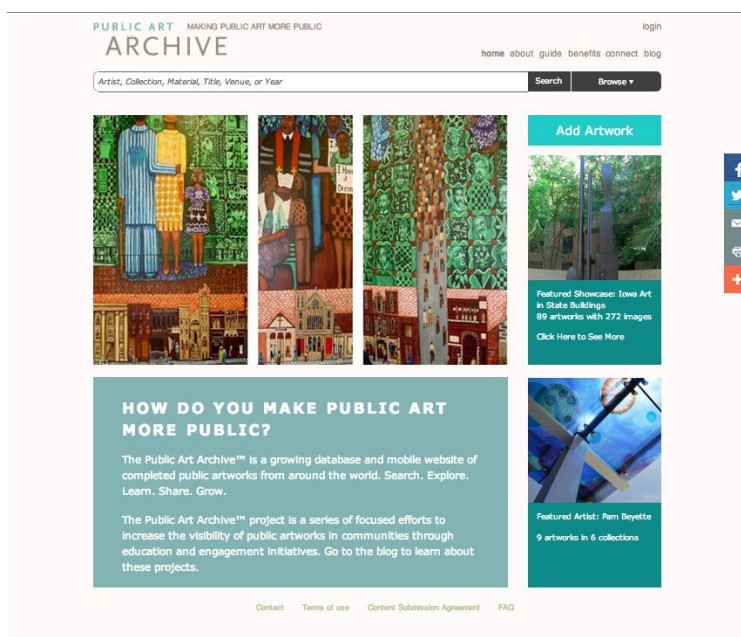 PUBLIC ART MAKING PUBLIC ART MORE PUBLIC
ARCHIVE
login
home about guide benefits connect blog
Artist, Collection, Material, Title, Venue, or Year
Search
Browse ▾
I Have
a
Dream
Add Artwork
Featured Showcase: Iowa Art
in State Buildings
89 artworks with 272 images
Click Here to See More
HOW DO YOU MAKE PUBLIC ART
MORE PUBLIC?
The Public Art Archive™ is a growing database and mobile website of
completed public artworks from around the world. Search. Explore.
Learn. Share. Grow.
The Public Art Archive™ project is a series of focused efforts to
increase the visibility of public artworks in communities through
education and engagement initiatives. Go to the blog to learn about
these projects.
Featured Artist: Pam Beyette
9 artworks in 6 collections
Contact Terms of use Content Submission Agreement FAQ